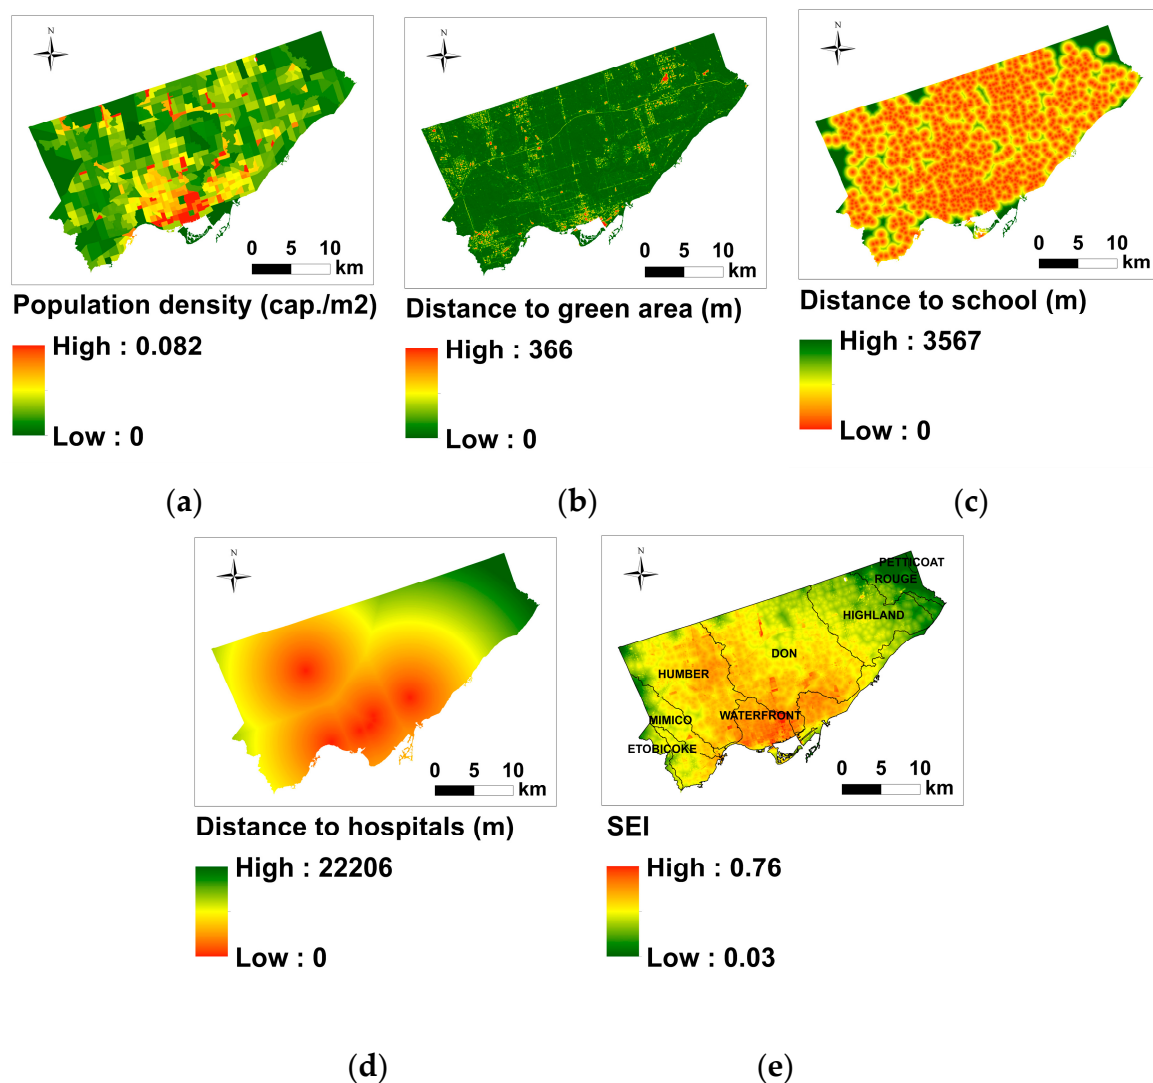 N
0 5 10
km
Population density (cap./m2)
High : 0.082
Low : 0
(a)
N
0 5 10
km
Distance to green area (m)
High : 366
Low : 0
(b)
N
0 5 10
km
Distance to school (m)
High : 3567
Low : 0
(c)
N
0 5 10
km
Distance to hospitals (m)
High : 22206
Low : 0
(d)
N
PETTICOAT
ROUGE
HIGHLAND
DON
HUMBER
WATERFRONT
MIMICO
ETOBICOKE
0 5 10
km
SEI
High : 0.76
Low : 0.03
(e)